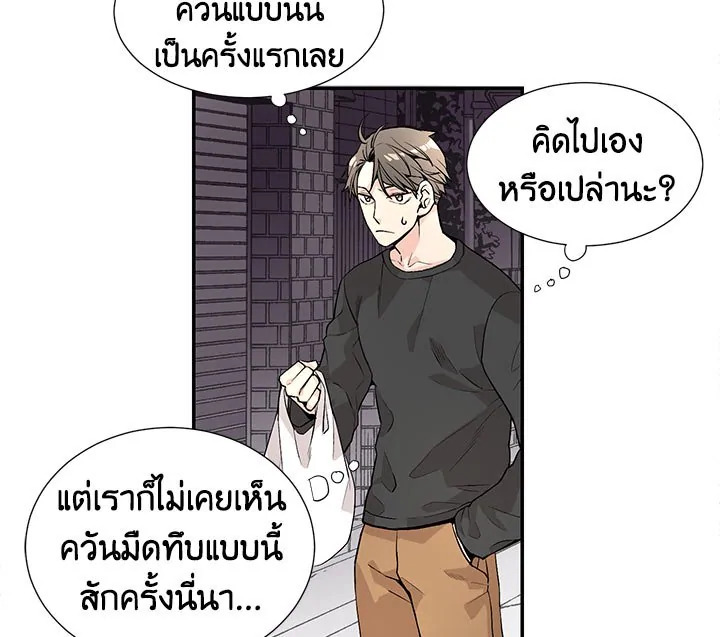 ควันแบบนี้น
เป็นครั้งแรกเลย
คิดไปเอง
หรือเปล่านะ?
แต่เราก็ไม่เคยเห็น
ควันมืดทึบแบบนี้
สักครั้งนี่นา...